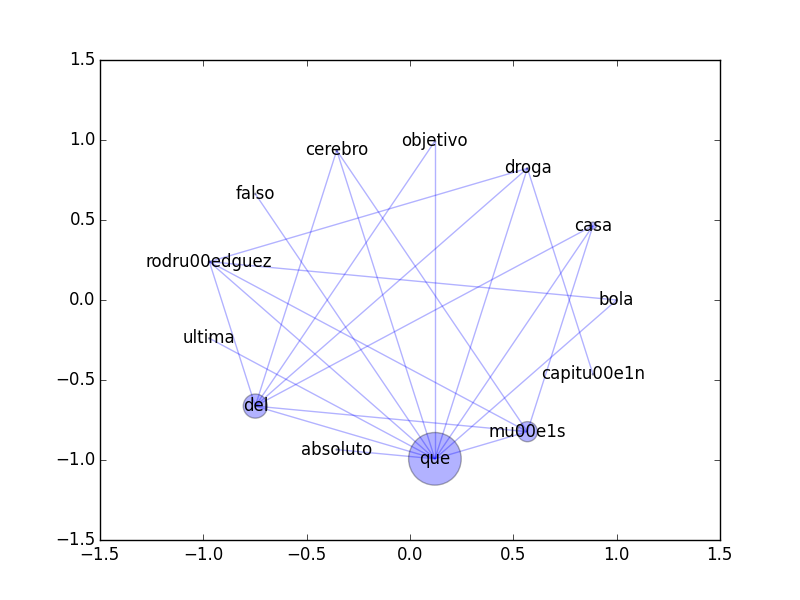 1.5
1.0
0.5
0.0
−0.5
−1.0
−1.5
objetivo
cerebro
droga
falso
casa
rodru00edguez
bola
ultima
capitu00e1n
del
mu00e1s
absoluto
que
−1.5
−1.0
−0.5
0.0
0.5
1.0
1.5